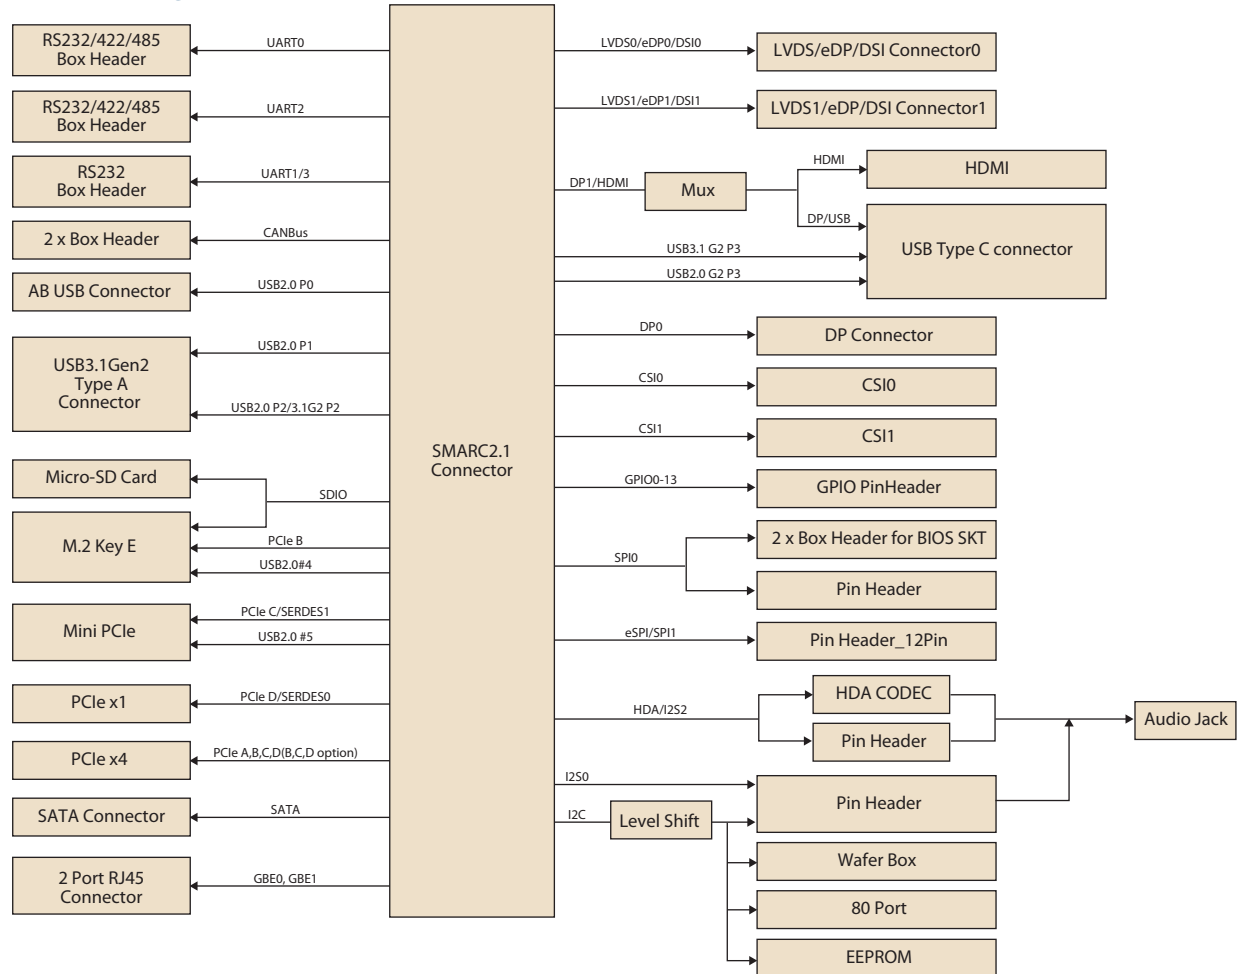 RS232/422/485
Box Header
UART0
RS232/422/485
Box Header
UART2
RS232
Box Header
UART1/3
2 x Box Header
CANBus
AB USB Connector
USB2.0 P0
USB3.1Gen2
Type A
Connector
USB2.0 P1
USB2.0 P2/3.1G2 P2
Micro-SD Card
SDIO
M.2 Key E
PCIe B
USB2.0#4
Mini PCIe
PCIe C/SERDES1
USB2.0 #5
PCIe x1
PCIe D/SERDES0
PCIe x4
PCIe A,B,C,D(B,C,D option)
SATA Connector
SATA
2 Port RJ45
Connector
GBE0, GBE1
SMARC2.1
Connector
LVDS0/eDP0/DSI0
LVDS/eDP/DSI Connector0
LVDS1/eDP1/DSI1
LVDS1/eDP/DSI Connector1
DP1/HDMI
Mux
HDMI
HDMI
DP/USB
USB3.1 G2 P3
USB2.0 G2 P3
USB Type C connector
DP0
DP Connector
CSI0
CSI0
CSI1
CSI1
GPIO0-13
GPIO PinHeader
SPI0
2 x Box Header for BIOS SKT
Pin Header
eSPI/SPI1
Pin Header_12Pin
HDA/I2S2
HDA CODEC
Pin Header
Audio Jack
I2S0
Pin Header
I2C
Level Shift
Wafer Box
80 Port
EEPROM